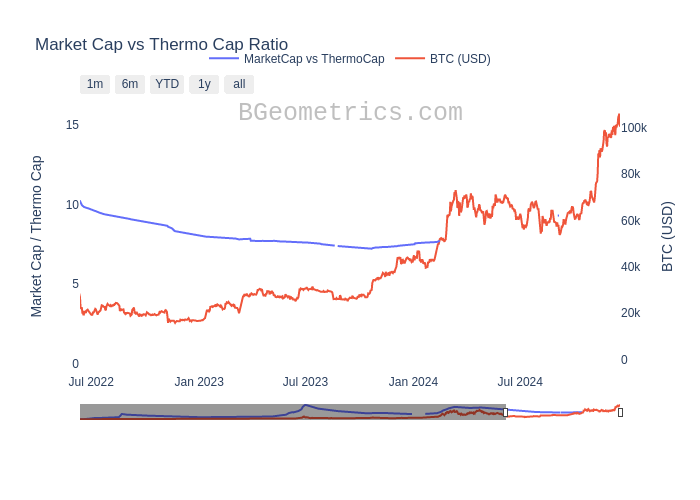 Market Cap vs Thermo Cap Ratio
MarketCap vs ThermoCap BTC (USD)
1m 6m YTD 1y all
BGeometrics.com
15
10
5
0
Market Cap / Thermo Cap
100k
80k
60k
40k
20k
0
BTC (USD)
Jul 2022 Jan 2023 Jul 2023 Jan 2024 Jul 2024